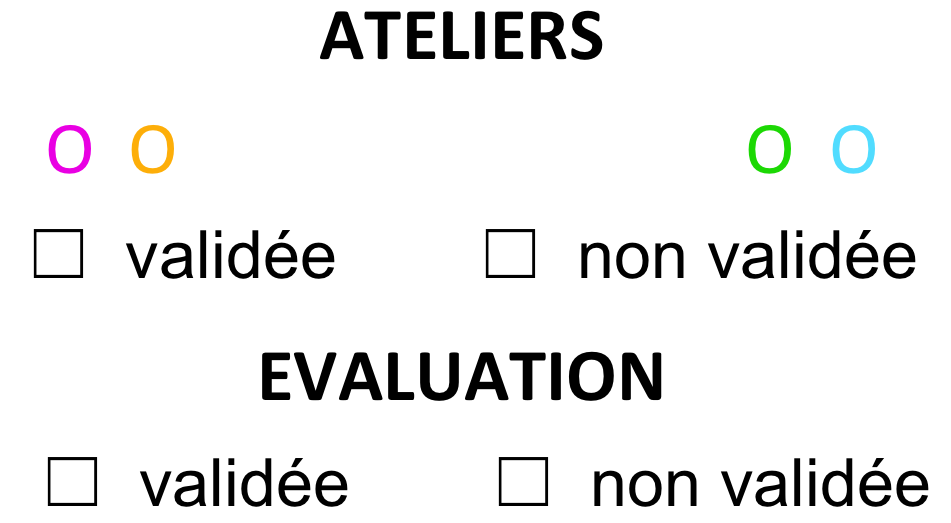 ATELIERS
O O O O
☐ validée ☐ non validée
EVALUATION
☐ validée ☐ non validée